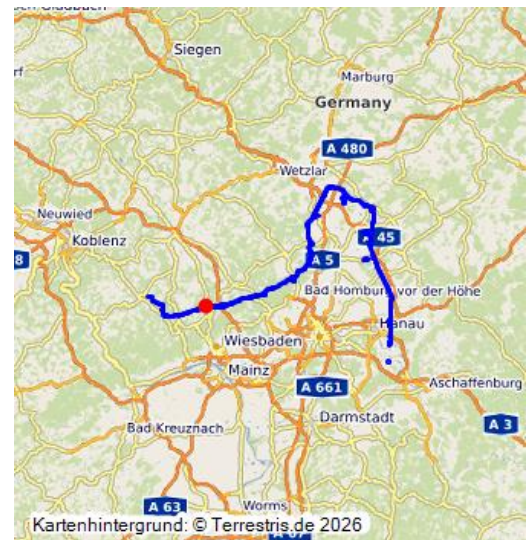 Siegen
Marburg
Germany
A 480
Wetzlar
Neuwied
Koblenz
8
A 45
A 5
Bad Homburg vor der Höhe
Hanau
Wiesbaden
Mainz
A 661
Aschaffenburg
Darmstadt
Bad Kreuznach
A 3
A 63
Worms
Kartenhintergrund: © Terrestris.de 2026